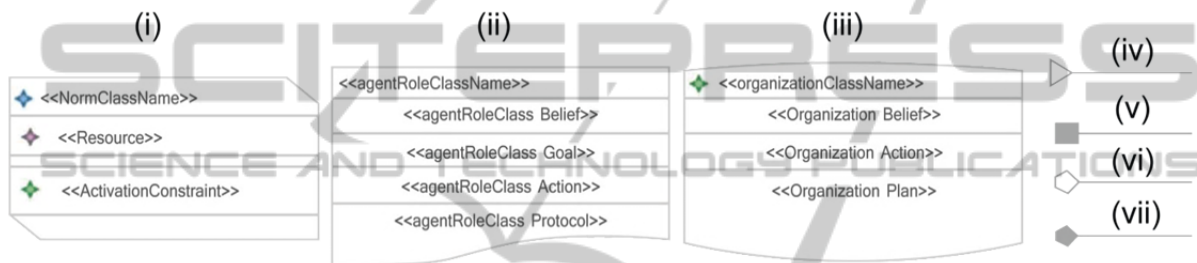 (i)
(ii)
(iii)
(iv)
(v)
(vi)
(vii)
SCITEPRESS
SCIENCE AND TECHNOLOGY PUBLICATIONS
<<NormClassName>>
<<Resource>>
<<ActivationConstraint>>
<<agentRoleClassName>>
<<agentRoleClass Belief>>
<<agentRoleClass Goal>>
<<agentRoleClass Action>>
<<agentRoleClass Protocol>>
<<organizationClassName>>
<<Organization Belief>>
<<Organization Action>>
<<Organization Plan>>